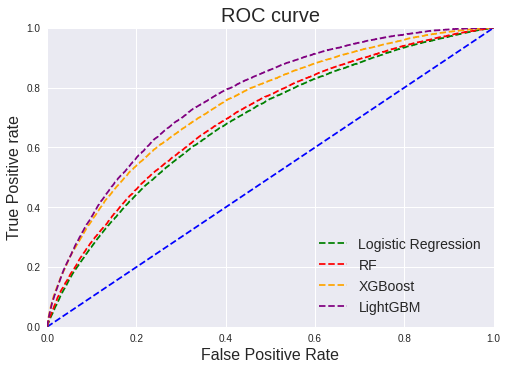 ROC curve
True Positive rate
1.0
0.8
0.6
0.4
0.2
0.0
Logistic Regression
RF
XGBoost
LightGBM
0.0 0.2 0.4 0.6 0.8 1.0
False Positive Rate